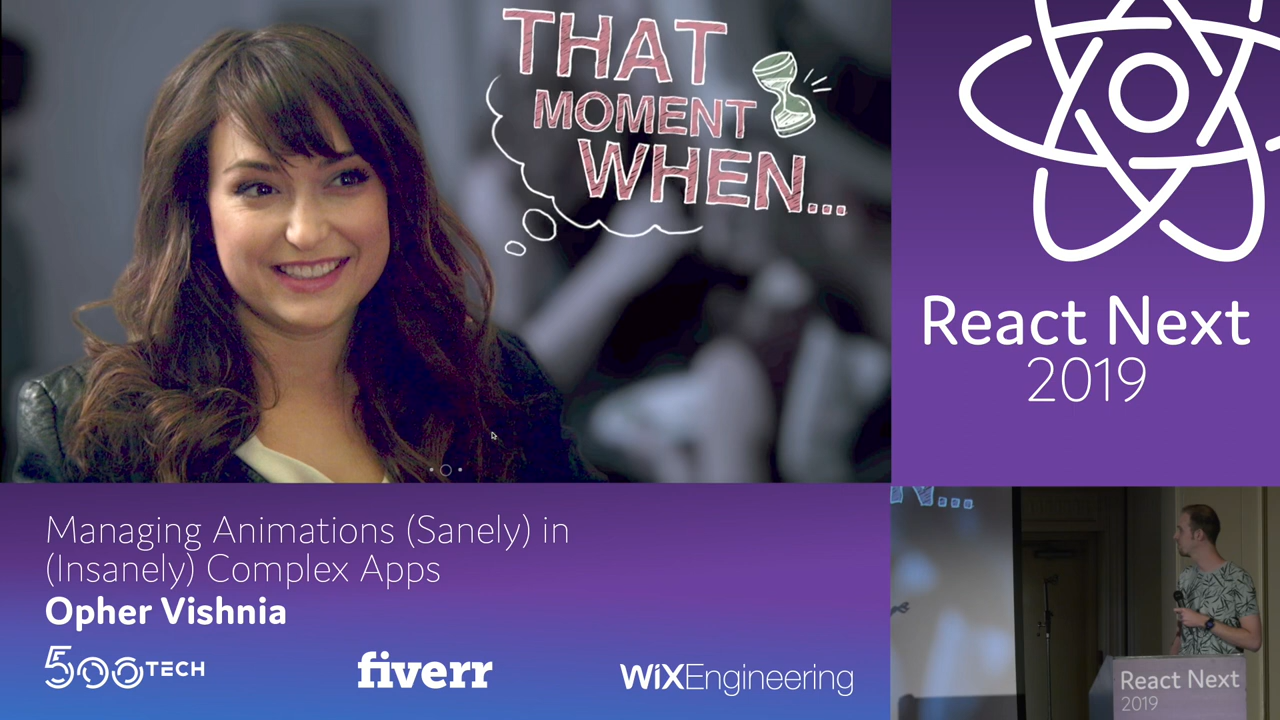 THAT
MOMENT
WHEN...
React Next
2019
Managing Animations (Sanely) in
(Insanely) Complex Apps
Opher Vishnia
500TECH
fiverr
WiXEngineering
N...
React Next
2019